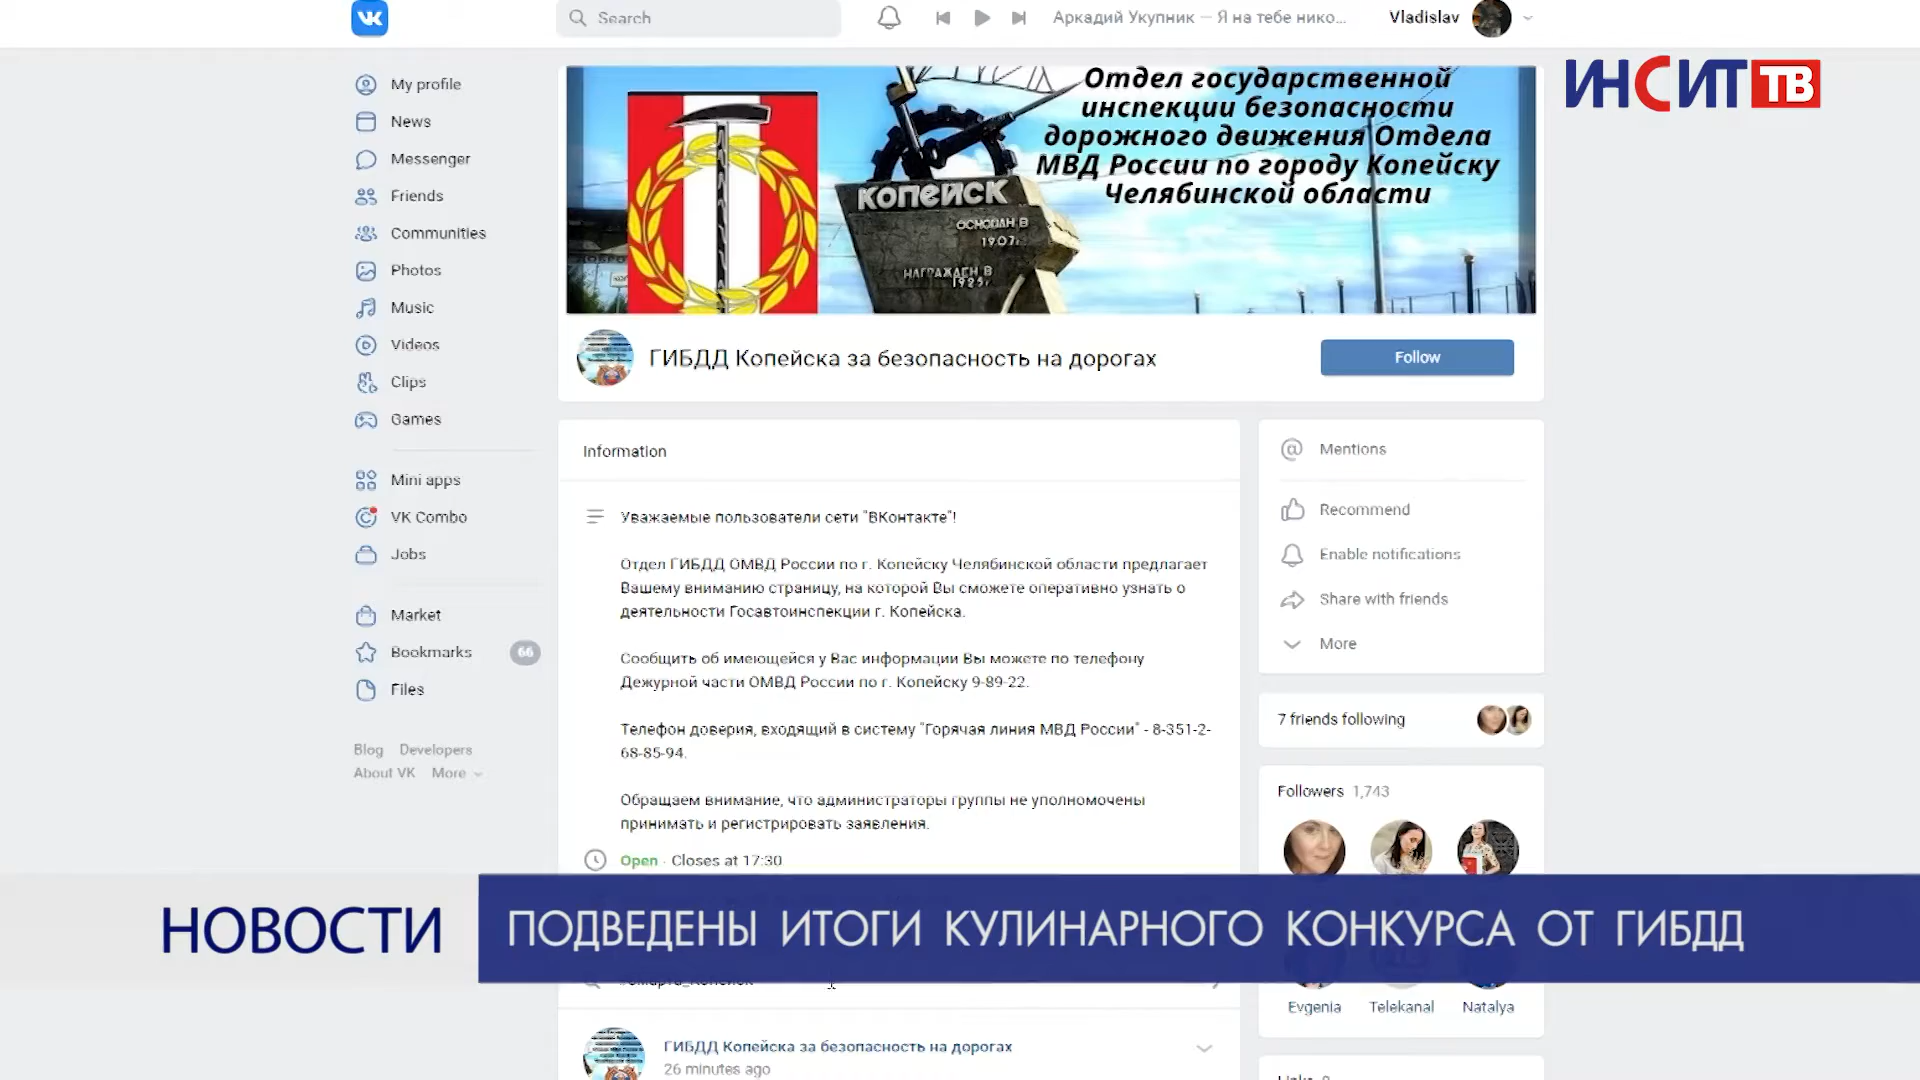 Search
Аркадий Укупник — Я на тебе нико...
Vladislav
ИНСИТ ТВ
My profile
News
Messenger
Friends
Communities
Photos
Music
Videos
Clips
Games
Mini apps
VK Combo
Jobs
Market
Bookmarks 66
Files
Blog Developers
About VK More
Отдел государственной
инспекции безопасности
дорожного движения Отдела
МВД России по городу Копейску
Челябинской области
КОПЕЙСК
ОСНОВАН В
1907г
НАГРАЖДЕН В
ГИБДД Копейска за безопасность на дорогах
Follow
Information
Уважаемые пользователи сети "ВКонтакте"!
Отдел ГИБДД ОМВД России по г. Копейску Челябинской области предлагает
Вашему вниманию страницу, на которой Вы сможете оперативно узнать о
деятельности Госавтоинспекции г. Копейска.
Сообщить об имеющейся у Вас информации Вы можете по телефону
Дежурной части ОМВД России по г. Копейску 9-89-22.
Телефон доверия, входящий в систему "Горячая линия МВД России" - 8-351-2-
68-85-94.
Обращаем внимание, что администраторы группы не уполномочены
принимать и регистрировать заявления.
Open · Closes at 17:30
Mentions
Recommend
Enable notifications
Share with friends
More
7 friends following
Followers 1,743
НОВОСТИ
ПОДВЕДЕНЫ ИТОГИ КУЛИНАРНОГО КОНКУРСА ОТ ГИБДД
Evgenia
Telekanal
Natalya
ГИБДД Копейска за безопасность на дорогах
26 minutes ago